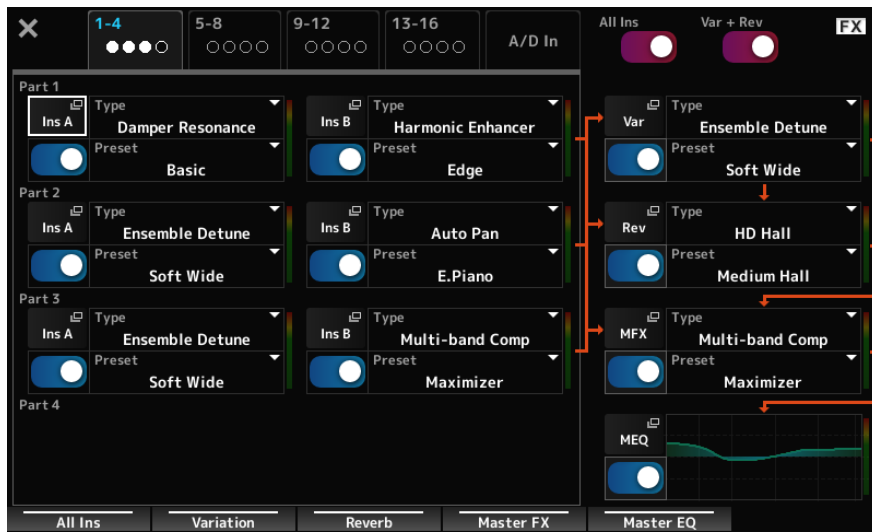 1-4
5-8
9-12
13-16
A/D In
All Ins
Var + Rev
FX
Part 1
Ins A
Type
Damper Resonance
Preset
Basic
Ins B
Type
Harmonic Enhancer
Preset
Edge
Part 2
Ins A
Type
Ensemble Detune
Preset
Soft Wide
Ins B
Type
Auto Pan
Preset
E.Piano
Part 3
Ins A
Type
Ensemble Detune
Preset
Soft Wide
Ins B
Type
Multi-band Comp
Preset
Maximizer
Part 4
Var
Type
Ensemble Detune
Preset
Soft Wide
Rev
Type
HD Hall
Preset
Medium Hall
MFX
Type
Multi-band Comp
Preset
Maximizer
MEQ
All Ins
Variation
Reverb
Master FX
Master EQ